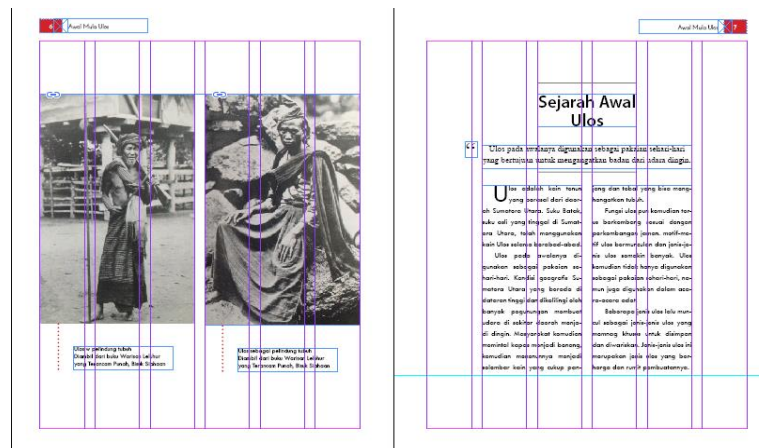 6 Awal Mula Ulos
Ulos w pelindung tubuh
Diambil dari buku Warisan Leluhur
yang Terancam Punah, Binik Siahaan
Ulos sebagai pelindung tubuh
Diambil dari buku Warisan Leluhur
yang Terancam Punah, Binik Siahaan
Awal Mula Ulos 7
Sejarah Awal
Ulos
“ Ulos pada awalanya digunakan sebagai pakaian sehari-hari
yang bertujuan untuk mengangatkan badan dari udara dingin.
Ulos adalah kain tenun
yang berasal dari daer-
ah Sumatera Utara. Suku Batak,
suku asli yang tinggal di Sumat-
era Utara, telah menggunakan
kain Ulos selama berabad-abad.
Ulos pada awalanya di-
gunakan sebagai pakaian se-
hari-hari. Kondisi geografis Su-
matera Utara yang berada di
dataran tinggi dan dikelilingi oleh
banyak pegunungan membuat
udara di sekitar daerah menja-
di dingin. Masyarakat kemudian
memintal kapas menjadi benang,
kemudian menenunnya menjadi
selembar kain yang cukup pan-
jang dan tebal yang bisa meng-
hangatkan tubuh.
Fungsi ulos pun kemudian ter-
us berkembang sesuai dengan
perkembangan jaman. motif-mo-
tif ulos bermunculan dan jenis-je-
nis ulos semakin banyak. Ulos
kemudian tidak hanya digunakan
sebagai pakaian sehari-hari, na-
mun juga digunakan dalam aca-
ra-acara adat.
Beberapa jenis ulos lalu mun-
cul sebagai jenis-jenis ulos yang
memang khusus untuk disimpan
dan diwariskan. Jenis-jenis ulos ini
merupakan jenis ulos yang ber-
harga dan rumit pembuatannya.